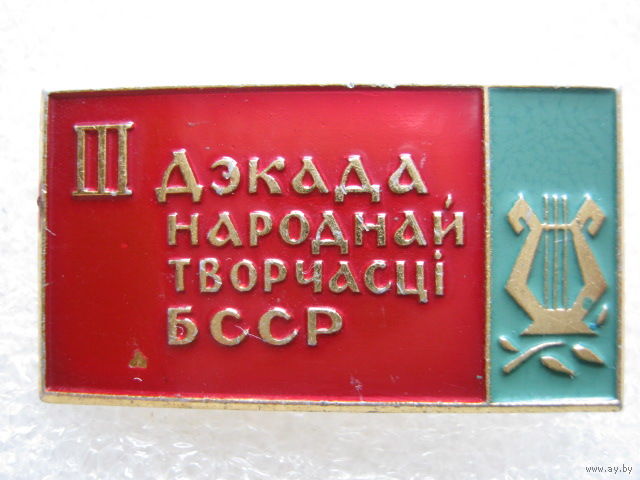 III Дэкада
народнай
творчасці
БССР
www.ay.by